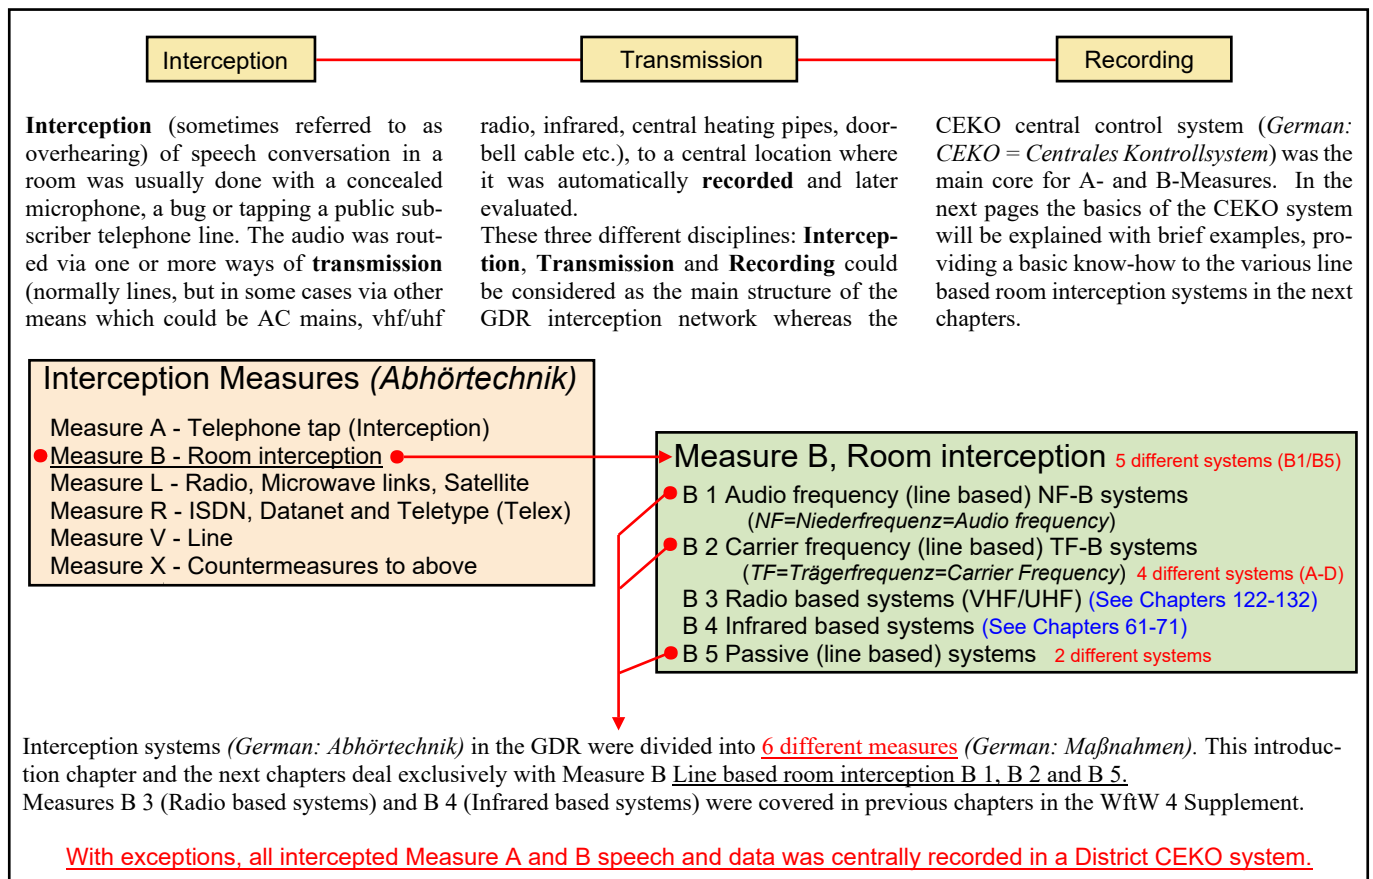 Interception
Transmission
Recording
Interception (sometimes referred to as
overhearing) of speech conversation in a
room was usually done with a concealed
microphone, a bug or tapping a public sub-
scriber telephone line. The audio was rout-
ed via one or more ways of transmission
(normally lines, but in some cases via other
means which could be AC mains, vhf/uhf
radio, infrared, central heating pipes, door-
bell cable etc.), to a central location where
it was automatically recorded and later
evaluated.
These three different disciplines: Intercep-
tion, Transmission and Recording could
be considered as the main structure of the
GDR interception network whereas the
CEKO central control system (German:
CEKO = Centrales Kontrollsystem) was the
main core for A- and B-Measures. In the
next pages the basics of the CEKO system
will be explained with brief examples, pro-
viding a basic know-how to the various line
based room interception systems in the next
chapters.
Interception Measures (Abhörtechnik)
Measure A - Telephone tap (Interception)
Measure B - Room interception
Measure L - Radio, Microwave links, Satellite
Measure R - ISDN, Datanet and Teletype (Telex)
Measure V - Line
Measure X - Countermeasures to above
Measure B, Room interception 5 different systems (B1/B5)
B 1 Audio frequency (line based) NF-B systems
(NF=Niederfrequenz=Audio frequency)
B 2 Carrier frequency (line based) TF-B systems
(TF=Trägerfrequenz=Carrier Frequency) 4 different systems (A-D)
B 3 Radio based systems (VHF/UHF) (See Chapters 122-132)
B 4 Infrared based systems (See Chapters 61-71)
B 5 Passive (line based) systems 2 different systems
Interception systems (German: Abhörtechnik) in the GDR were divided into 6 different measures (German: Maßnahmen). This introduc-
tion chapter and the next chapters deal exclusively with Measure B Line based room interception B 1, B 2 and B 5.
Measures B 3 (Radio based systems) and B 4 (Infrared based systems) were covered in previous chapters in the WftW 4 Supplement.
With exceptions, all intercepted Measure A and B speech and data was centrally recorded in a District CEKO system.